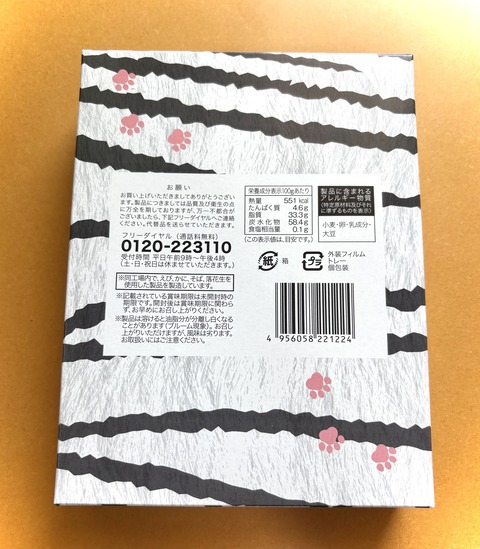 お願い
お買い上げいただきましてありがとうございま
す。製品につきましては品質及び衛生の点
に万全を期しておりますが、万一不都合が
ございましたら、下記フリーダイヤルへご連絡
ください。代替品を送らせていただきます。
フリーダイヤル（通話料無料）
0120-223110
受付時間 平日午前9時〜午後4時
（土・日・祝日は休ませていただきます。）
※同工場内で、えび、かに、そば、落花生を
使用した製品を製造しています。
※記載されている賞味期限は未開封時の
期限です。開封後は賞味期限に関わら
ず、お早めにお召し上がりください。
※製品は溶けると油脂分が分離し白くなる
ことがあります(ブルーム現象)。お召し
上がりいただけますが、風味は劣ります。
お取扱いにはご注意ください。
栄養成分表示:100gあたり
熱量 551 kcal
たんぱく質 4.6g
脂質 33.3g
炭水化物 58.4g
食塩相当量 0.1g
(この表示値は、目安です。)
製品に含まれる
アレルギー物質
(特定原材料及びそれ
に準ずるものを表示)
小麦・卵・乳成分・
大豆
紙 箱
プラ
外装フィルム
トレー
個包装
4 956058 221224